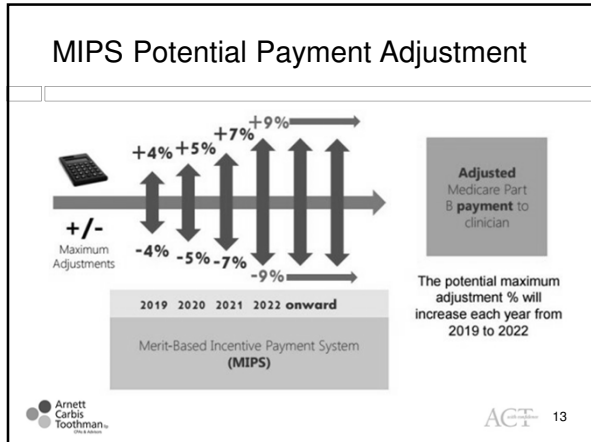 MIPS Potential Payment Adjustment
+4% +5% +7% +9%
+/-
Maximum
Adjustments
-4% -5% -7% -9%
2019 2020 2021 2022 onward
Merit-Based Incentive Payment System
(MIPS)
Adjusted
Medicare Part
B payment to
clinician
The potential maximum
adjustment % will
increase each year from
2019 to 2022
Arnett
Carbis
Toothman
CPAs & Advisors
ACT
13